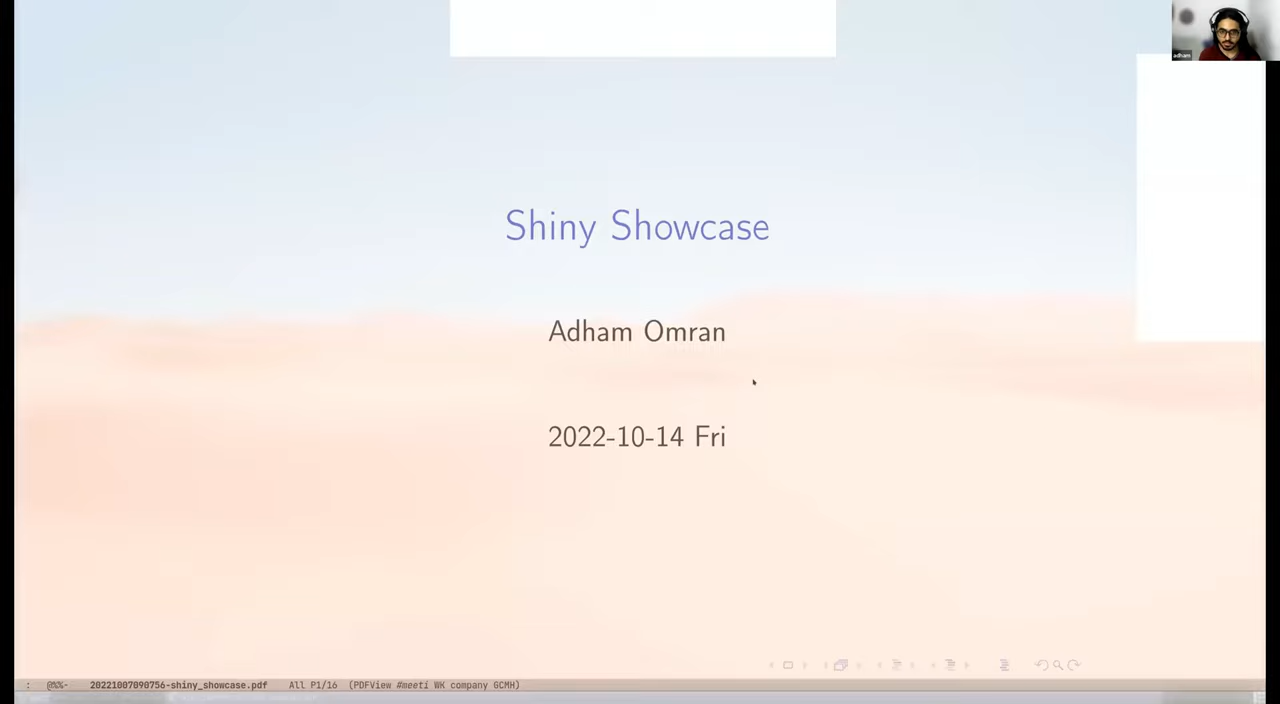 adham
Shiny Showcase
Adham Omran
2022-10-14 Fri
: @%%- 20221007090756-shiny_showcase.pdf All P1/16 (PDFView #meeti WK company GCMH)